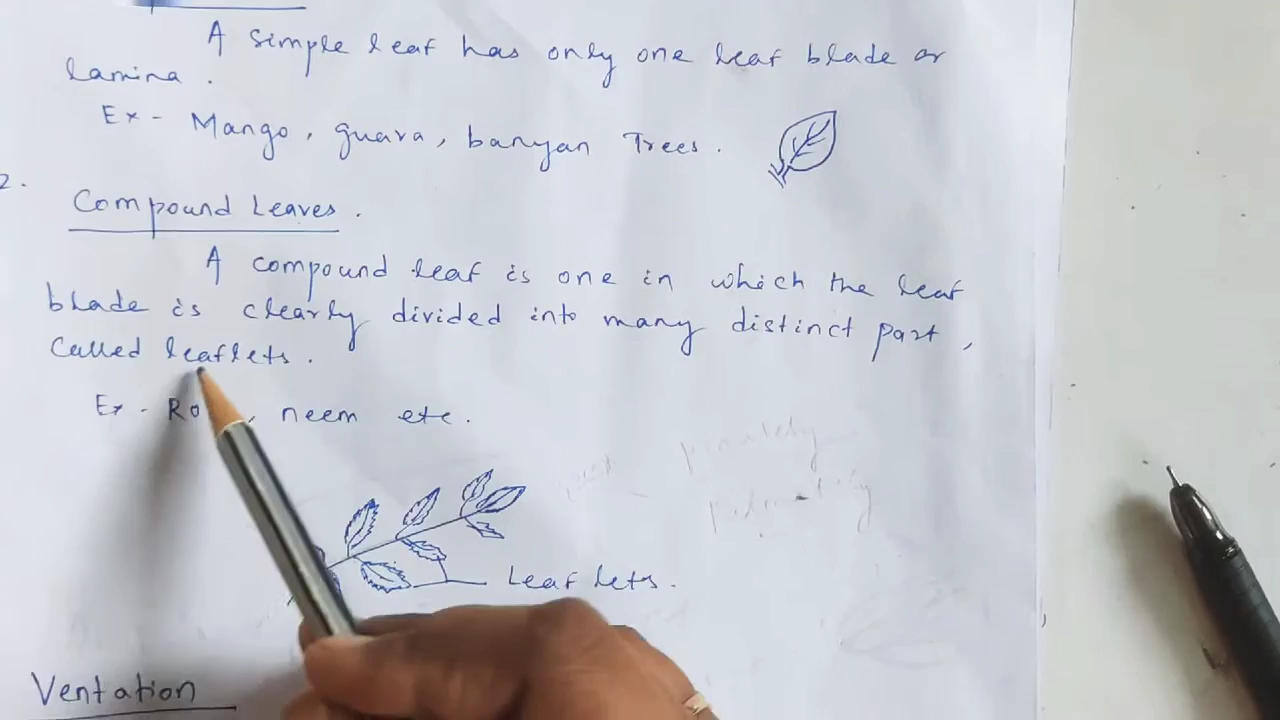 A simple leaf has only one leaf blade or
lamina.
Ex- Mango, guava, banyan Trees.
2.
Compound Leaves.
A compound leaf is one in which the leaf
blade is clearly divided into many distinct part,
called leaflets.
Ex- neem etc.
pinnately
Leaflets.
Ventation